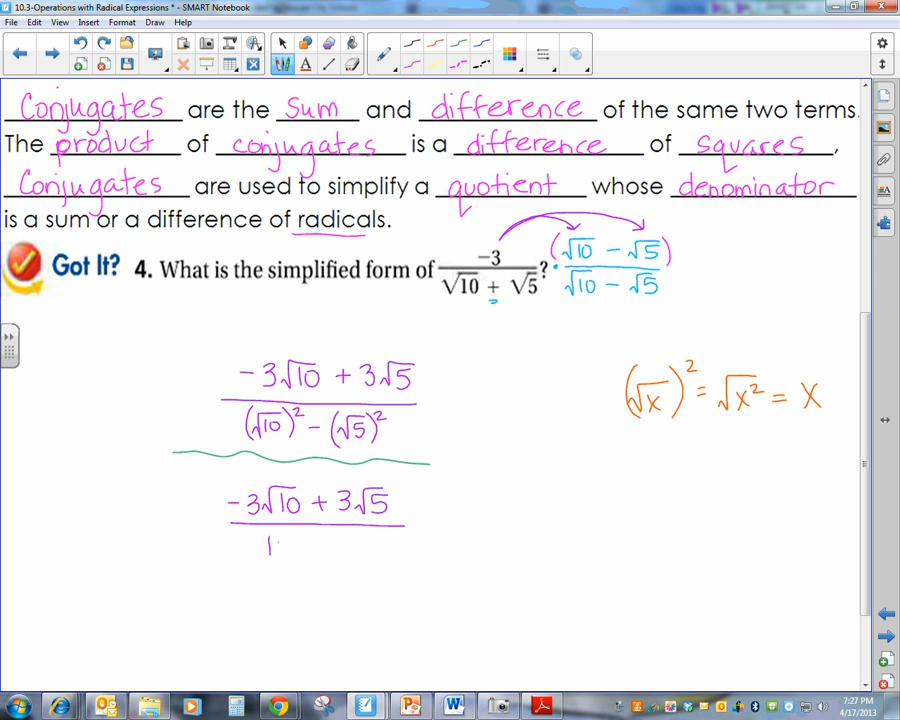 10.3-Operations with Radical Expressions * - SMART Notebook
File Edit View Insert Format Draw Help
Conjugates are the sum and difference of the same two terms.
The product of conjugates is a difference of squares,
Conjugates are used to simplify a quotient whose denominator
is a sum or a difference of radicals.
Got It? 4. What is the simplified form of −3 / (√10 + √5)? · (√10 − √5) / (√10 − √5)
−3√10 + 3√5
(√10)² − (√5)²
(√x)² = √x² = x
−3√10 + 3√5
1
7:27 PM
4/17/2013